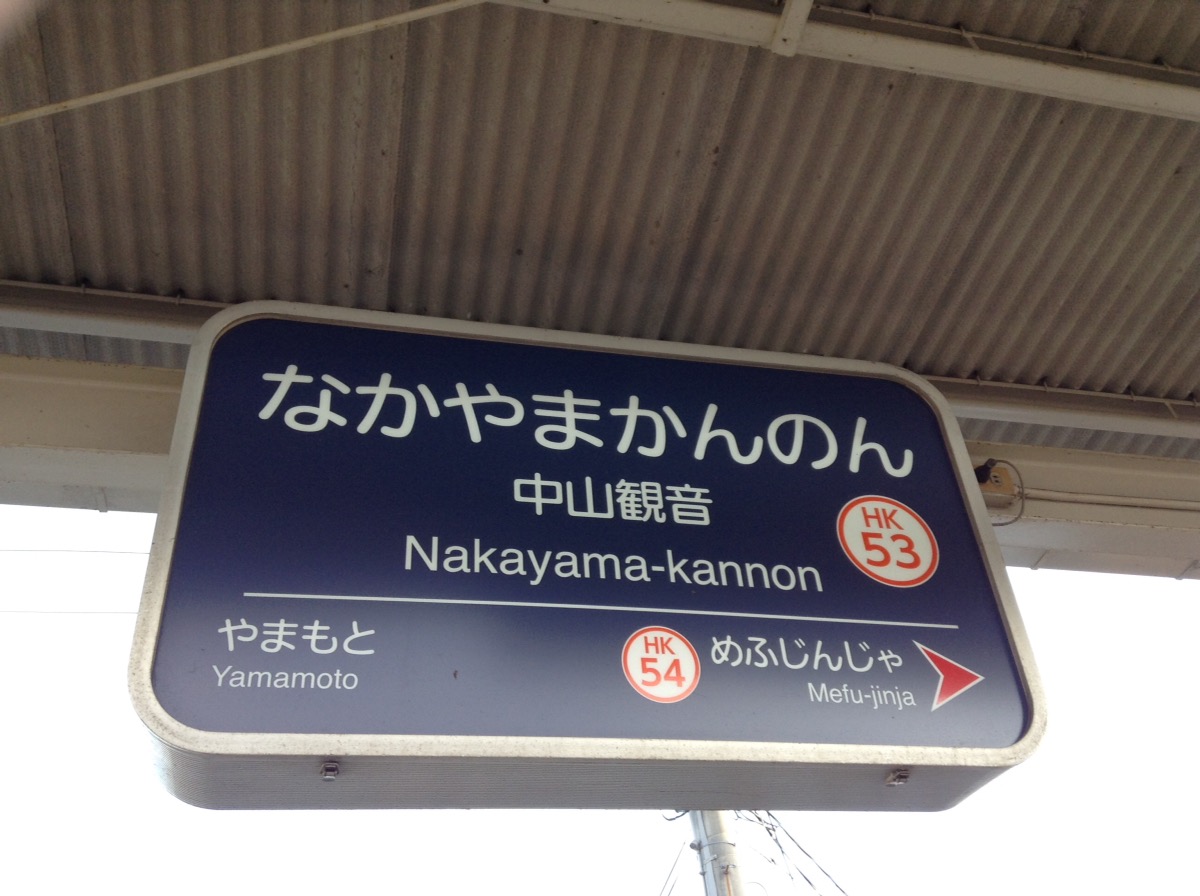 なかやまかんのん
中山観音
Nakayama-kannon
HK
53
やまもと
Yamamoto
HK
54
めふじんじゃ
Mefu-jinja